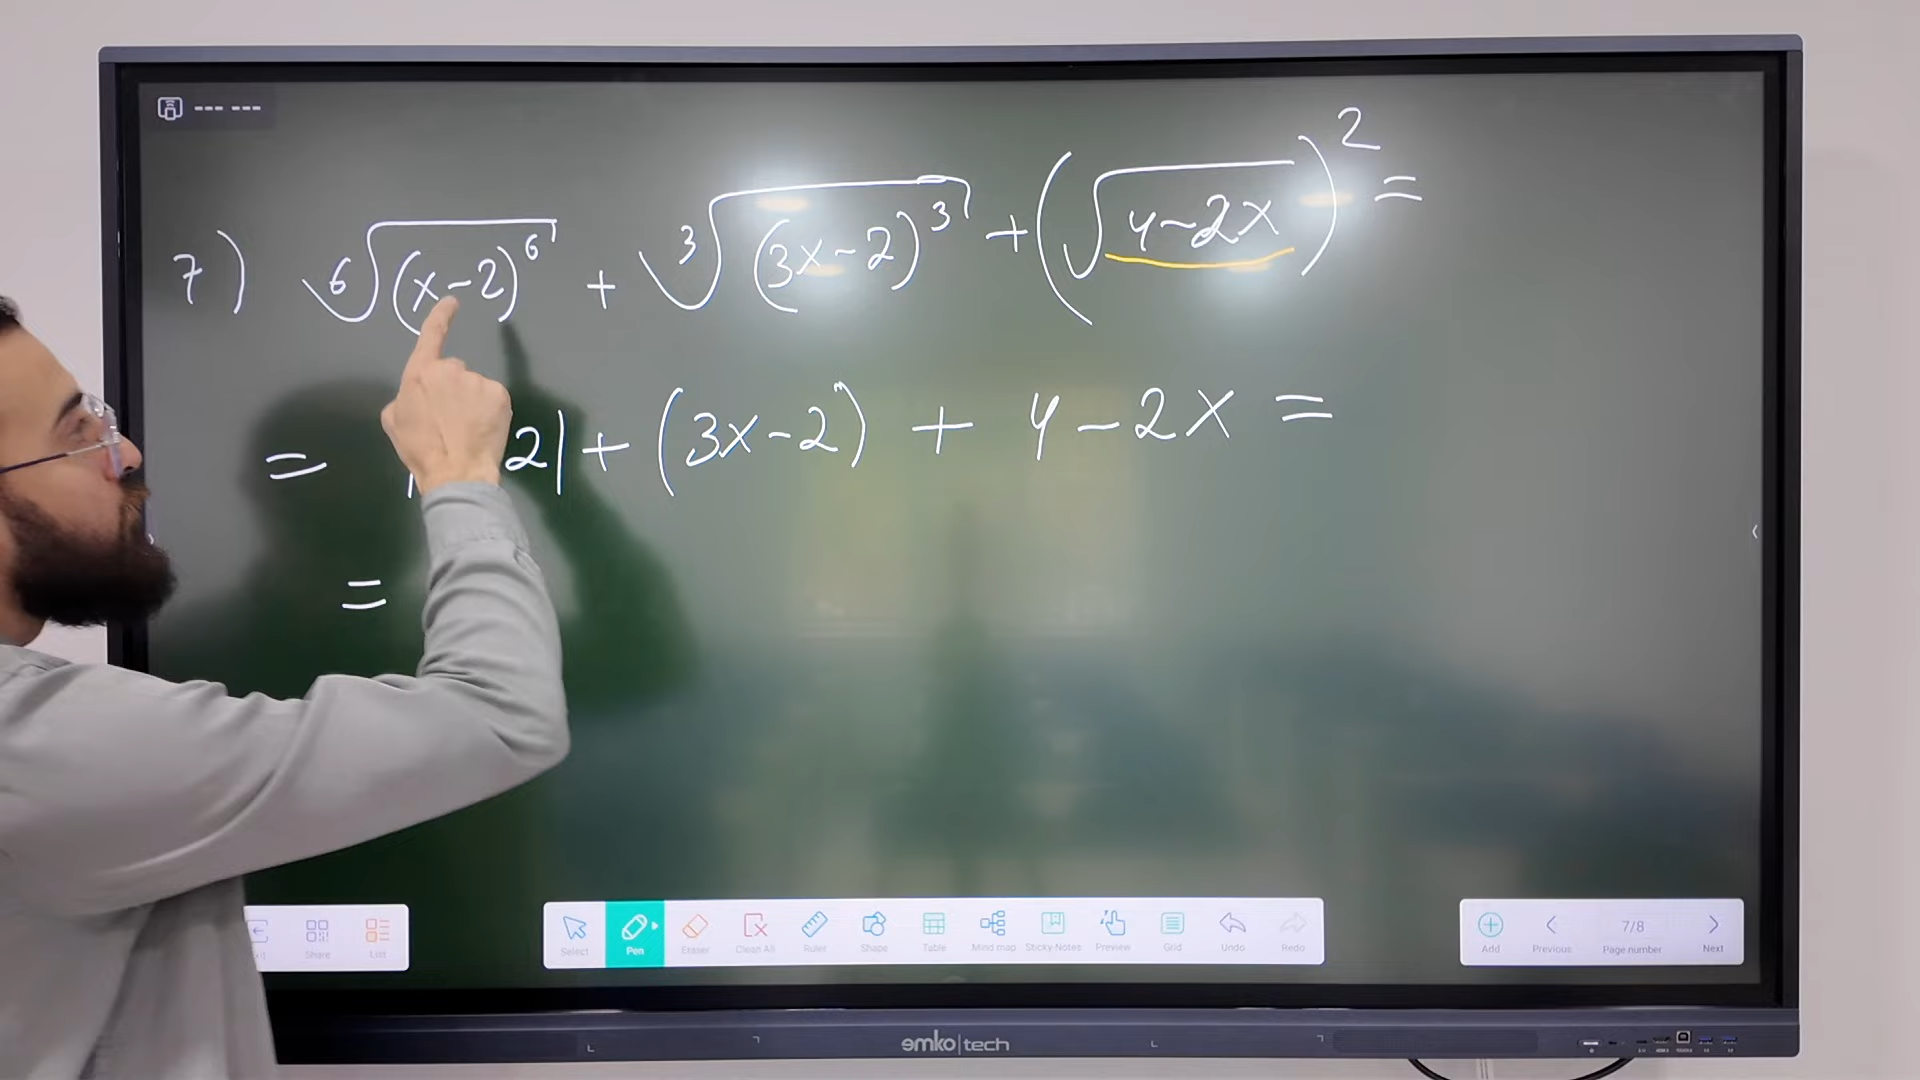 --- ---
7) ⁶√(x-2)⁶ + ³√(3x-2)³ + (√4-2x)² =
= | 2| + (3x-2) + 4-2x =
=
Share List Select Pen Eraser Clean All Ruler Shape Table Mind map Sticky Notes Preview Grid Undo Redo Add Previous 7/8 Page number Next
emko|tech